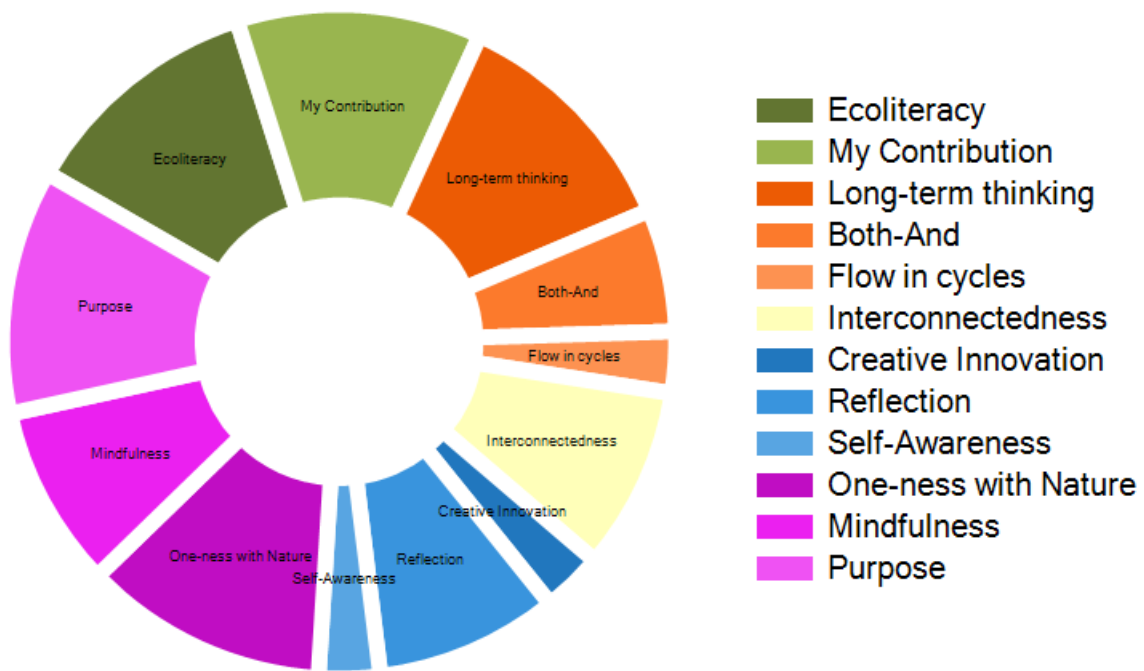 My Contribution
Ecoliteracy
Long-term thinking
Purpose
Both-And
Flow in cycles
Mindfulness
Interconnectedness
Creative Innovation
One-ness with Nature
Reflection
Self-Awareness
Ecoliteracy
My Contribution
Long-term thinking
Both-And
Flow in cycles
Interconnectedness
Creative Innovation
Reflection
Self-Awareness
One-ness with Nature
Mindfulness
Purpose